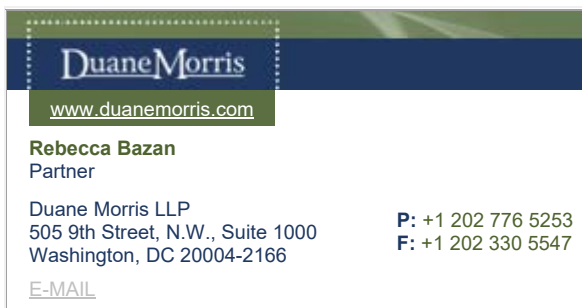 DuaneMorris
www.duanemorris.com
Rebecca Bazan
Partner
Duane Morris LLP
505 9th Street, N.W., Suite 1000
Washington, DC 20004-2166
P: +1 202 776 5253
F: +1 202 330 5547
E-MAIL